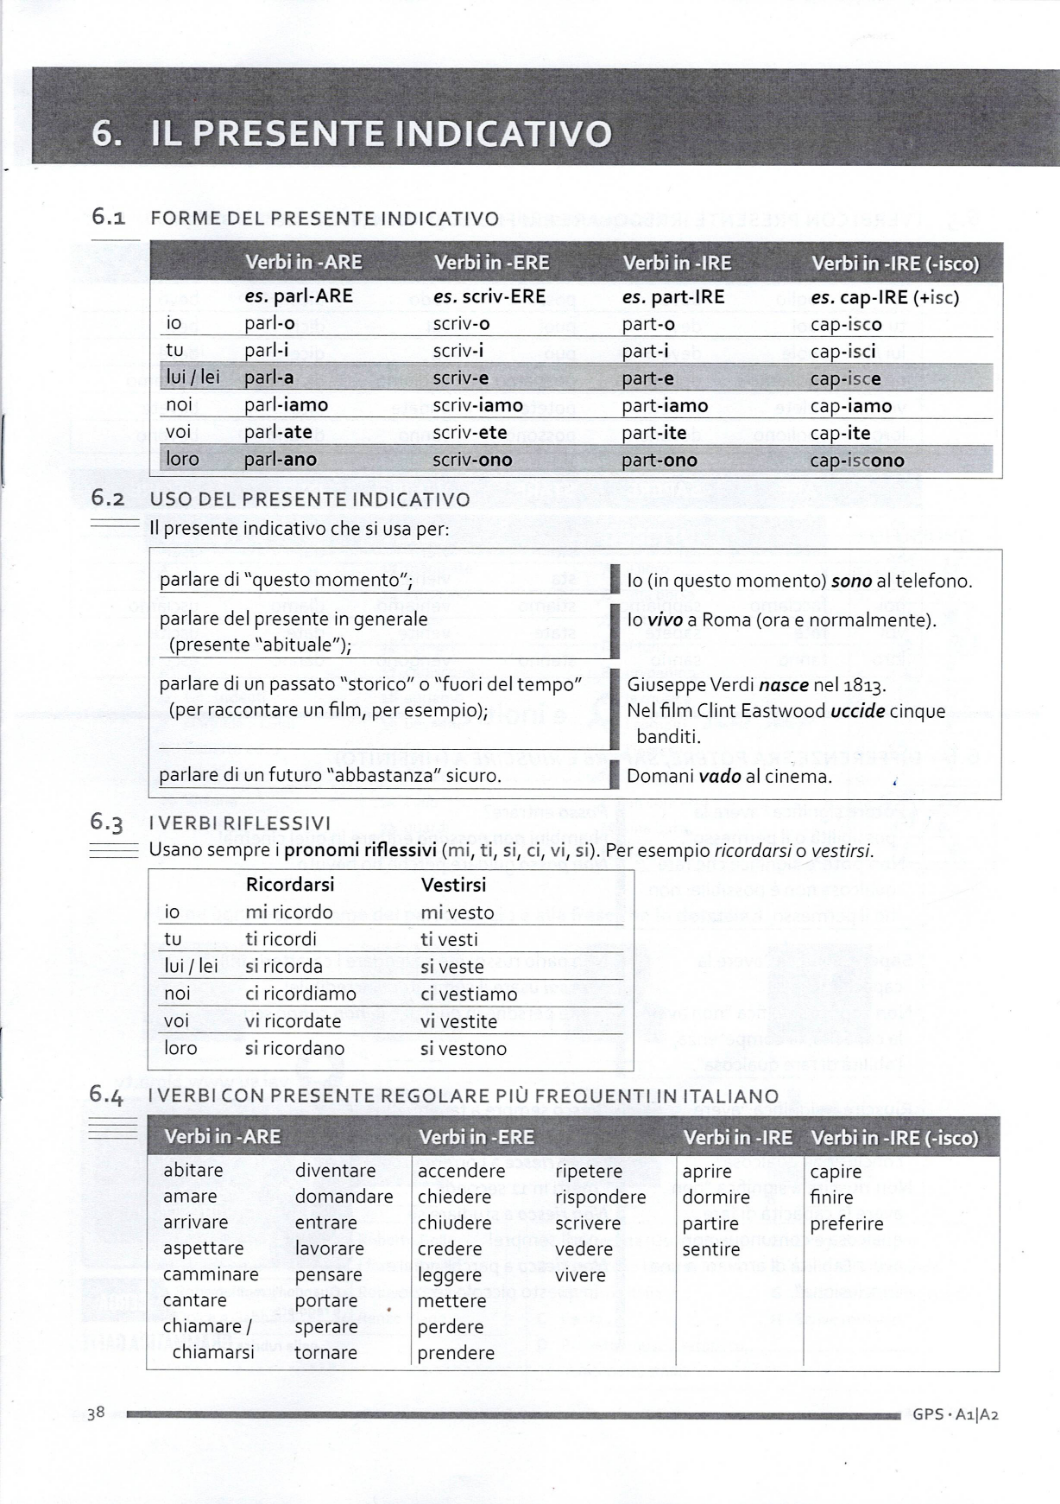 6. IL PRESENTE INDICATIVO
6.1 FORME DEL PRESENTE INDICATIVO
Verbi in -ARE Verbi in -ERE Verbi in -IRE Verbi in -IRE (-isco)
es. parl-ARE es. scriv-ERE es. part-IRE es. cap-IRE (+isc)
io parl-o scriv-o part-o cap-isco
tu parl-i scriv-i part-i cap-isci
lui / lei parl-a scriv-e part-e cap-isce
noi parl-iamo scriv-iamo part-iamo cap-iamo
voi parl-ate scriv-ete part-ite cap-ite
loro parl-ano scriv-ono part-ono cap-iscono
6.2 USO DEL PRESENTE INDICATIVO
Il presente indicativo che si usa per:
parlare di "questo momento"; Io (in questo momento) sono al telefono.
parlare del presente in generale Io vivo a Roma (ora e normalmente).
(presente "abituale");
parlare di un passato "storico" o "fuori del tempo" Giuseppe Verdi nasce nel 1813.
(per raccontare un film, per esempio); Nel film Clint Eastwood uccide cinque
banditi.
parlare di un futuro "abbastanza" sicuro. Domani vado al cinema.
6.3 I VERBI RIFLESSIVI
Usano sempre i pronomi riflessivi (mi, ti, si, ci, vi, si). Per esempio ricordarsi o vestirsi.
Ricordarsi Vestirsi
io mi ricordo mi vesto
tu ti ricordi ti vesti
lui / lei si ricorda si veste
noi ci ricordiamo ci vestiamo
voi vi ricordate vi vestite
loro si ricordano si vestono
6.4 I VERBI CON PRESENTE REGOLARE PIÙ FREQUENTI IN ITALIANO
Verbi in -ARE Verbi in -ERE Verbi in -IRE Verbi in -IRE (-isco)
abitare diventare accendere ripetere aprire capire
amare domandare chiedere rispondere dormire finire
arrivare entrare chiudere scrivere partire preferire
aspettare lavorare credere vedere sentire
camminare pensare leggere vivere
cantare portare mettere
chiamare / sperare perdere
chiamarsi tornare prendere
38 GPS · A1|A2